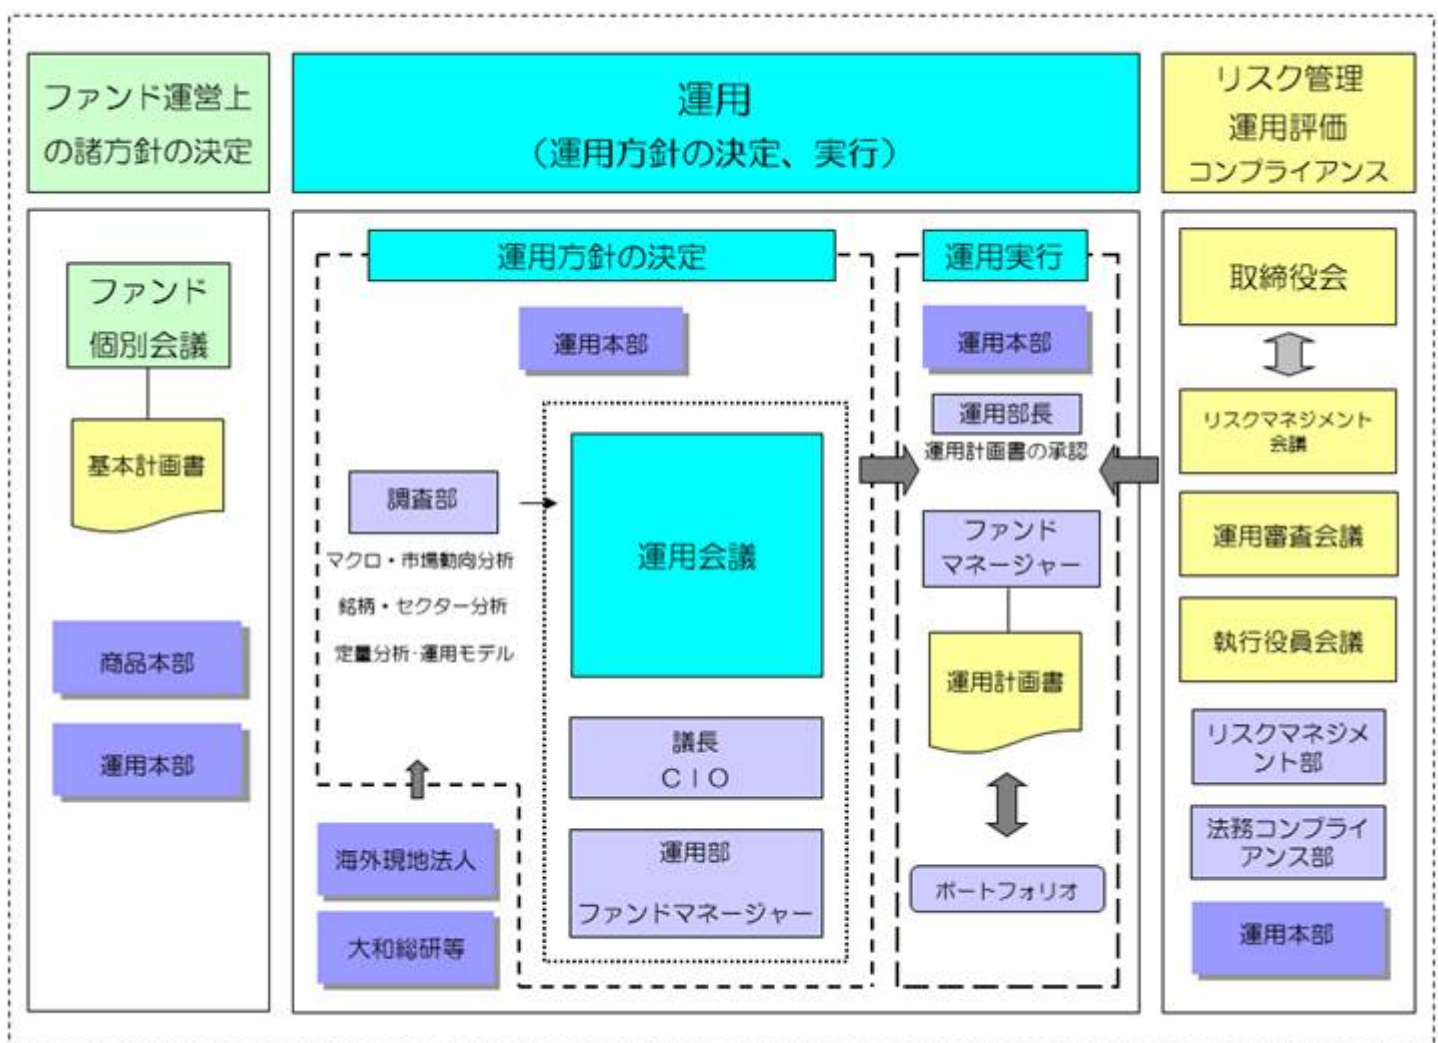 ファンド運営上
の諸方針の決定
ファンド
個別会議
基本計画書
商品本部
運用本部
運用
（運用方針の決定、実行）
運用方針の決定
運用本部
調査部
マクロ・市場動向分析
銘柄・セクター分析
定量分析・運用モデル
海外現地法人
大和総研等
運用会議
議長
ＣＩＯ
運用部
ファンドマネージャー
運用実行
運用本部
運用部長
運用計画書の承認
ファンド
マネージャー
運用計画書
ポートフォリオ
リスク管理
運用評価
コンプライアンス
取締役会
リスクマネジメント
会議
運用審査会議
執行役員会議
リスクマネジメ
ント部
法務コンプライ
アンス部
運用本部